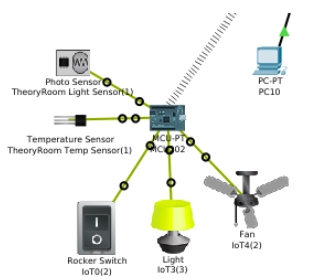 Photo Sensor
TheoryRoom Light Sensor(1)
PC-PT
PC10
Temperature Sensor
TheoryRoom Temp Sensor(1)
MCU-PT
Rocker Switch
IoT0(2)
Light
IoT3(3)
Fan
IoT4(2)